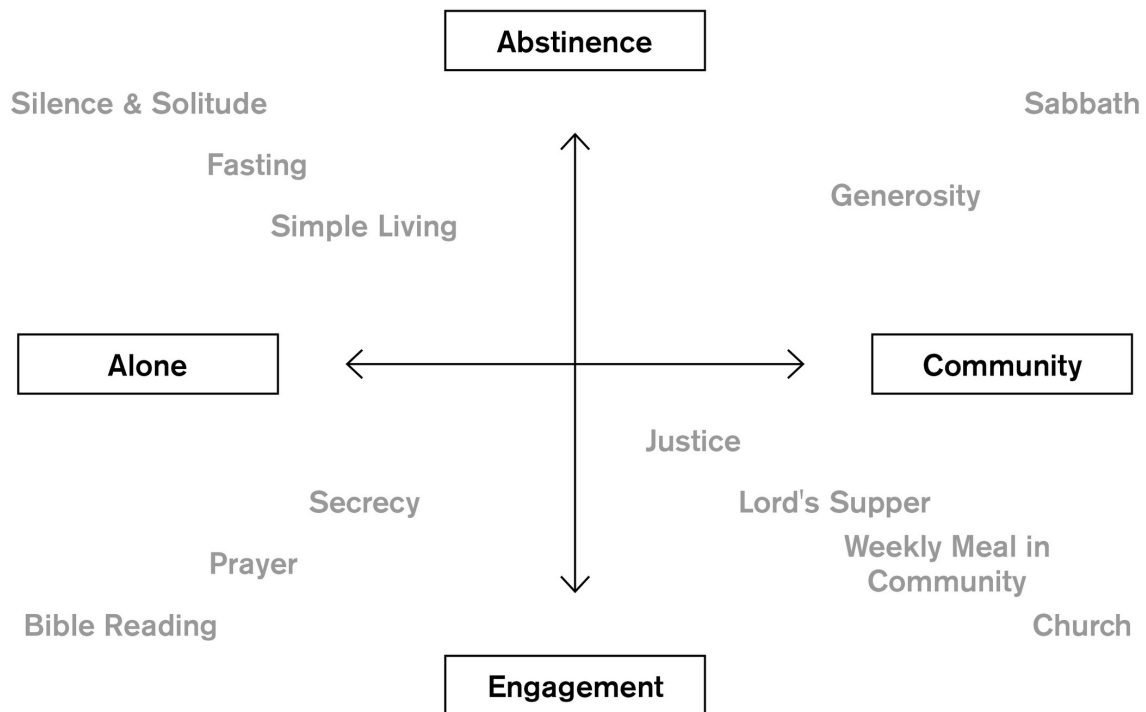 Abstinence
Silence & Solitude
Sabbath
Fasting
Generosity
Simple Living
Alone
Community
Justice
Secrecy
Lord's Supper
Weekly Meal in
Community
Prayer
Bible Reading
Church
Engagement